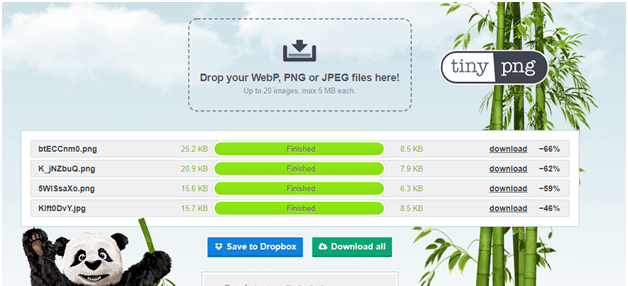 Drop your WebP, PNG or JPEG files here!
Up to 20 images, max 5 MB each.
tiny png
btECCnm0.png 25.2 KB Finished 8.5 KB download −66%
K_jNZbuQ.png 20.9 KB Finished 7.9 KB download −62%
5WISsaXo.png 15.6 KB Finished 6.3 KB download −59%
KIft0DvY.jpg 15.7 KB Finished 8.5 KB download −46%
Save to Dropbox Download all